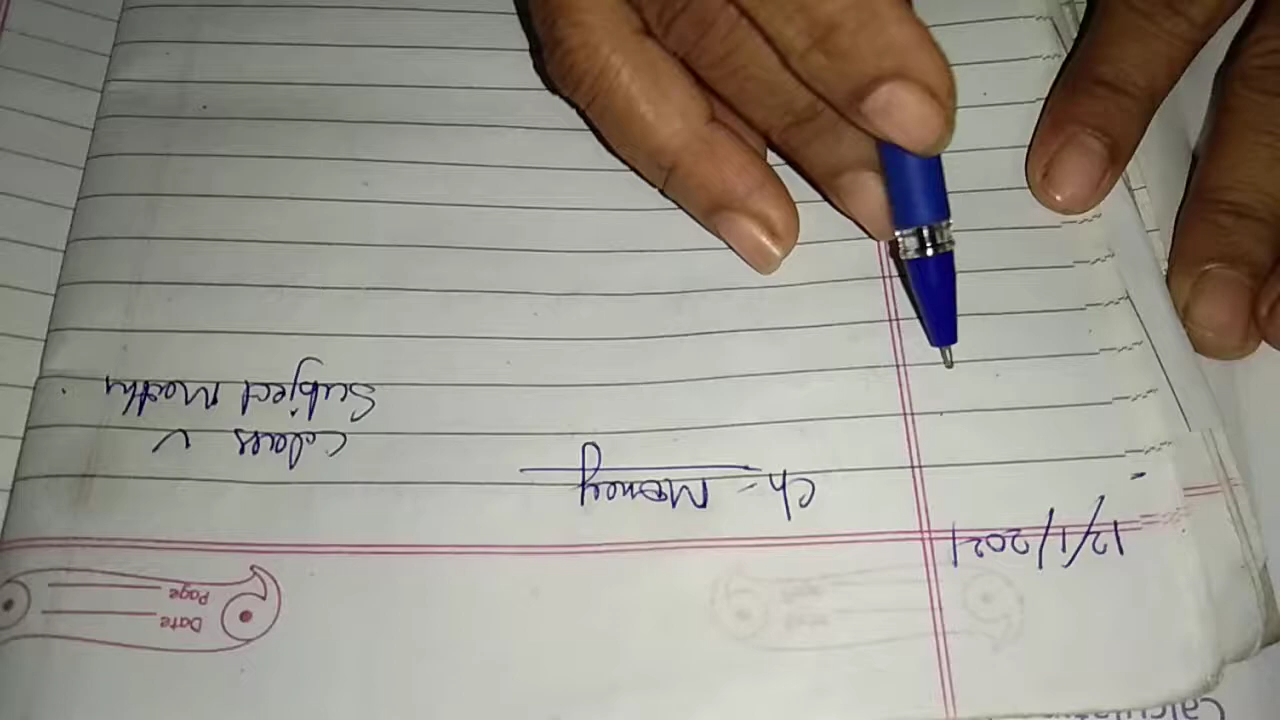 Date
Page
12/1/2021
Ch - Money
Class V
Subject Maths